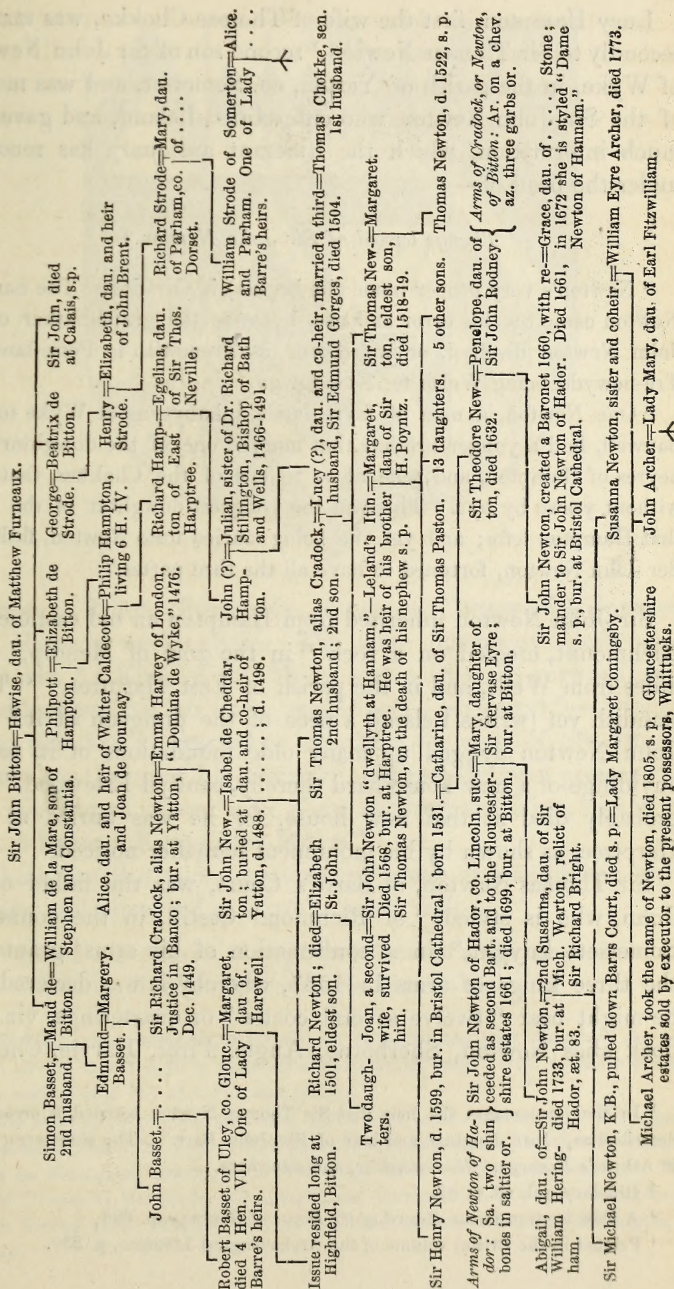 Sir John Bitton=Hawise, dau. of Matthew Furneaux.
Simon Basset,=Maud de=William de la Mare, son of
2nd husband. Bitton. Stephen and Constantia.
Philpott=Elizabeth de
Hampton. Bitton.
George=Beatrix de
Strode. Bitton.
Sir John, died
at Calais, s.p.
Edmund=Margery.
Basset.
Alice, dau. and heir of Walter Caldecott=Philip Hampton,
and Joan de Gournay. living 6 H. IV.
Henry=Elizabeth, dau. and heir
Strode. of John Brent.
John Basset.=. . . .
Sir Richard Cradock, alias Newton=Emma Harvey of London,
Justice in Banco; bur. at Yatton, “Domina de Wyke,” 1476.
Dec. 1449.
Richard Hamp-=Egelina, dau.
ton of East of Sir Thos.
Harptree. Neville.
Richard Strode=Mary, dau.
of Parham, co. of . . . . .
Dorset.
Robert Basset of Uley, co. Glouc.=Margaret,
died 4 Hen. VII. One of Lady dau. of...
Barre's heirs. Harewell.
Sir John New-=Isabel de Cheddar,
ton; buried at dau. and co-heir of
Yatton, d.1488. . . . . . . ; d. 1498.
John (?)=Julian, sister of Dr. Richard
Hamp- Stillington, Bishop of Bath
ton. and Wells, 1466-1491.
William Strode of Somerton=Alice.
and Parham. One of Lady . . . . .
Barre's heirs.
Issue resided long at
Highfield, Bitton.
Richard Newton; died=Elizabeth
1501, eldest son. St. John.
Sir Thomas Newton, alias Cradock,=Lucy (?), dau. and co-heir, married a third=Thomas Chokke, sen.
2nd husband; 2nd son. husband, Sir Edmund Gorges, died 1504. 1st husband.
Two daugh-
ters.
Joan, a second=Sir John Newton “dwellyth at Hannam,”—Leland's Itin.=Margaret,
wife, survived Died 1568, bur. at Harptree. He was heir of his brother dau. of Sir
him. Sir Thomas Newton, on the death of his nephew s. p. H. Poyntz.
Sir Thomas New-=Margaret.
ton, eldest son,
died 1518-19.
Sir Henry Newton, d. 1599, bur. in Bristol Cathedral; born 1531.=Catharine, dau. of Sir Thomas Paston.
13 daughters.
5 other sons.
Thomas Newton, d. 1522, s. p.
Arms of Newton of Ha-
dor: Sa. two shin
bones in saltier or.
Sir John Newton of Hador, co. Lincoln, suc-=Mary, daughter of
ceeded as second Bart. and to the Gloucester- Sir Gervase Eyre;
shire estates 1661; died 1699, bur. at Bitton. bur. at Bitton.
Sir Theodore New-=Penelope, dau. of
ton, died 1632. Sir John Rodney.
Arms of Cradock, or Newton,
of Bitton: Ar. on a chev.
az. three garbs or.
Abigail, dau. of=Sir John Newton,=2nd Susanna, dau. of Sir
William Hering- died 1733, bur. at Mich. Warton, relict of
ham. Hador, æt. 83. Sir Richard Bright.
Sir John Newton, created a Baronet 1660, with re-=Grace, dau. of . . . . . Stone;
mainder to Sir John Newton of Hador. Died 1661, in 1672 she is styled “Dame
s. p., bur. at Bristol Cathedral. Newton of Hannam.”
Sir Michael Newton, K.B., pulled down Barrs Court, died s. p.=Lady Margaret Coningsby.
Susanna Newton, sister and coheir.=William Eyre Archer, died 1773.
Michael Archer, took the name of Newton, died 1805, s. p. Gloucestershire
estates sold by executor to the present possessors, Whittucks.
John Archer=Lady Mary, dau. of Earl Fitzwilliam.